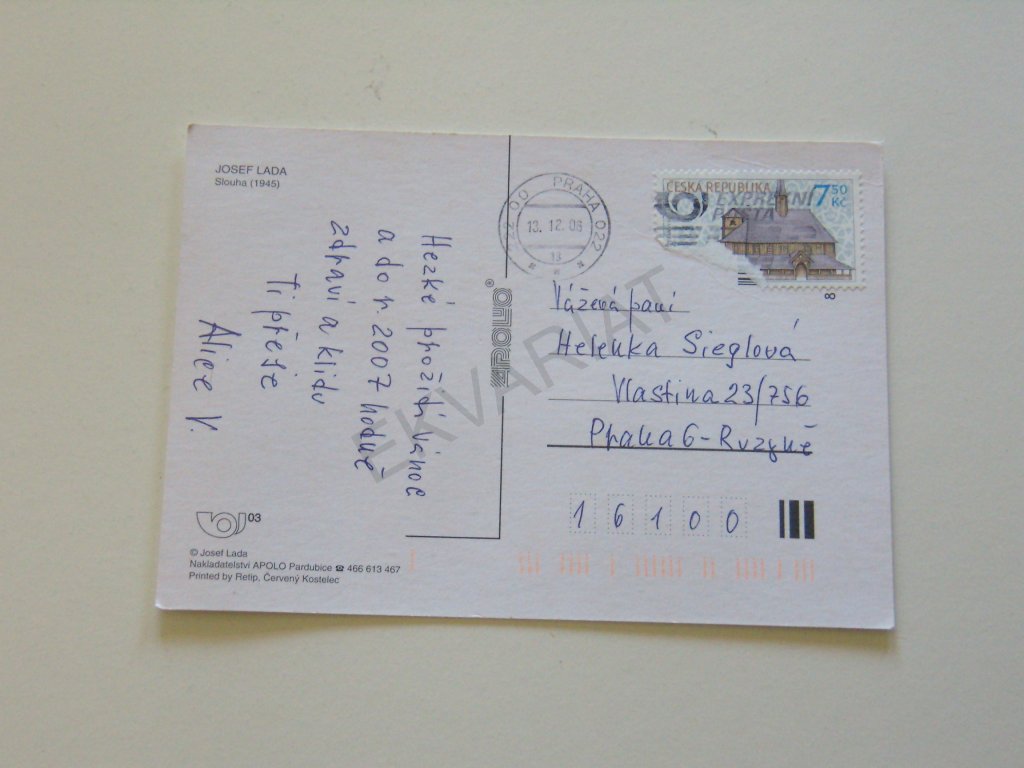 JOSEF LADA
Slouha (1945)
Hezké prožití Vánoc
a do r. 2007 hodně
zdraví a klidu
Ti přeje
Alice V.
03
© Josef Lada
Nakladatelství APOLO Pardubice ☎ 466 613 467
Printed by Retip, Červený Kostelec
APOLO®
PRAHA 022
13. 12. 06
ČESKA REPUBLIKA
7 50 Kč
EXPRESNÍ
POŠTA
8
Vážená paní
Helenka Sieglová
Vlastina 23/756
Praha 6 - Ruzyně
16100
EKVARIAT